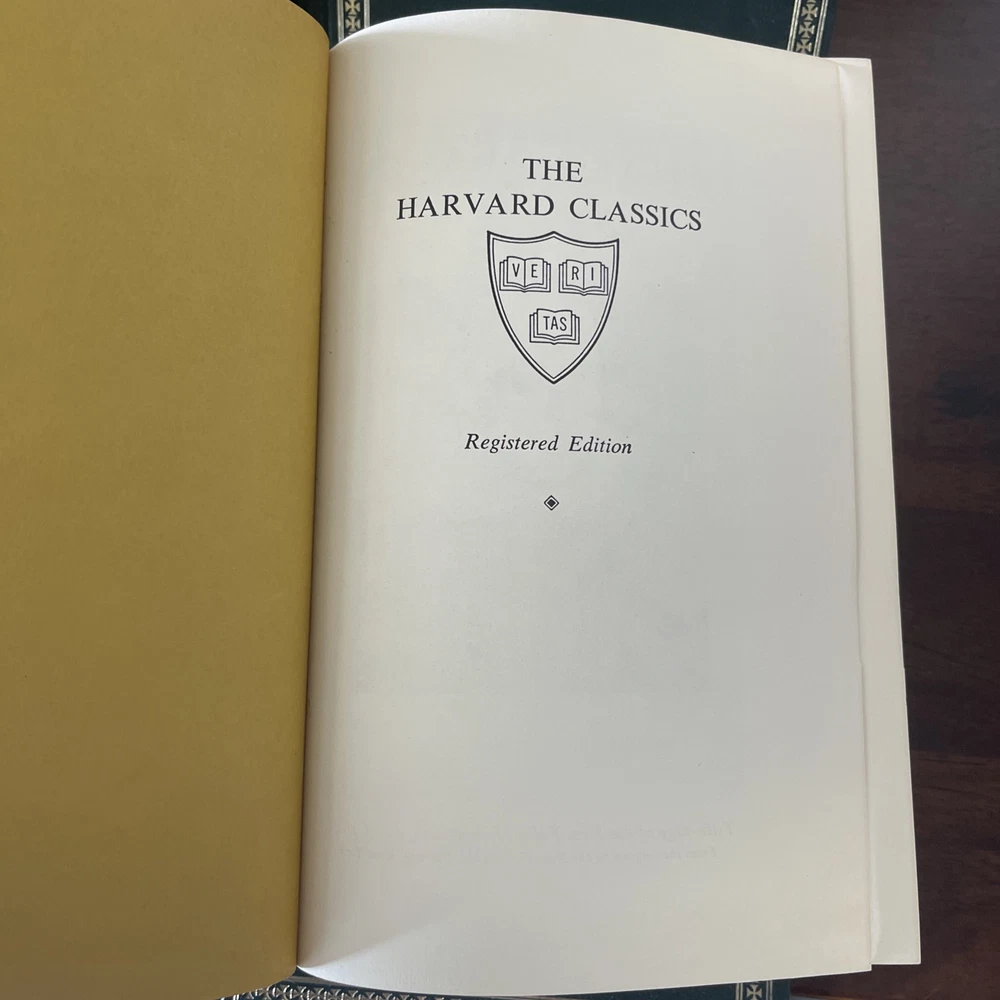 THE
HARVARD CLASSICS
VE RI
TAS
Registered Edition